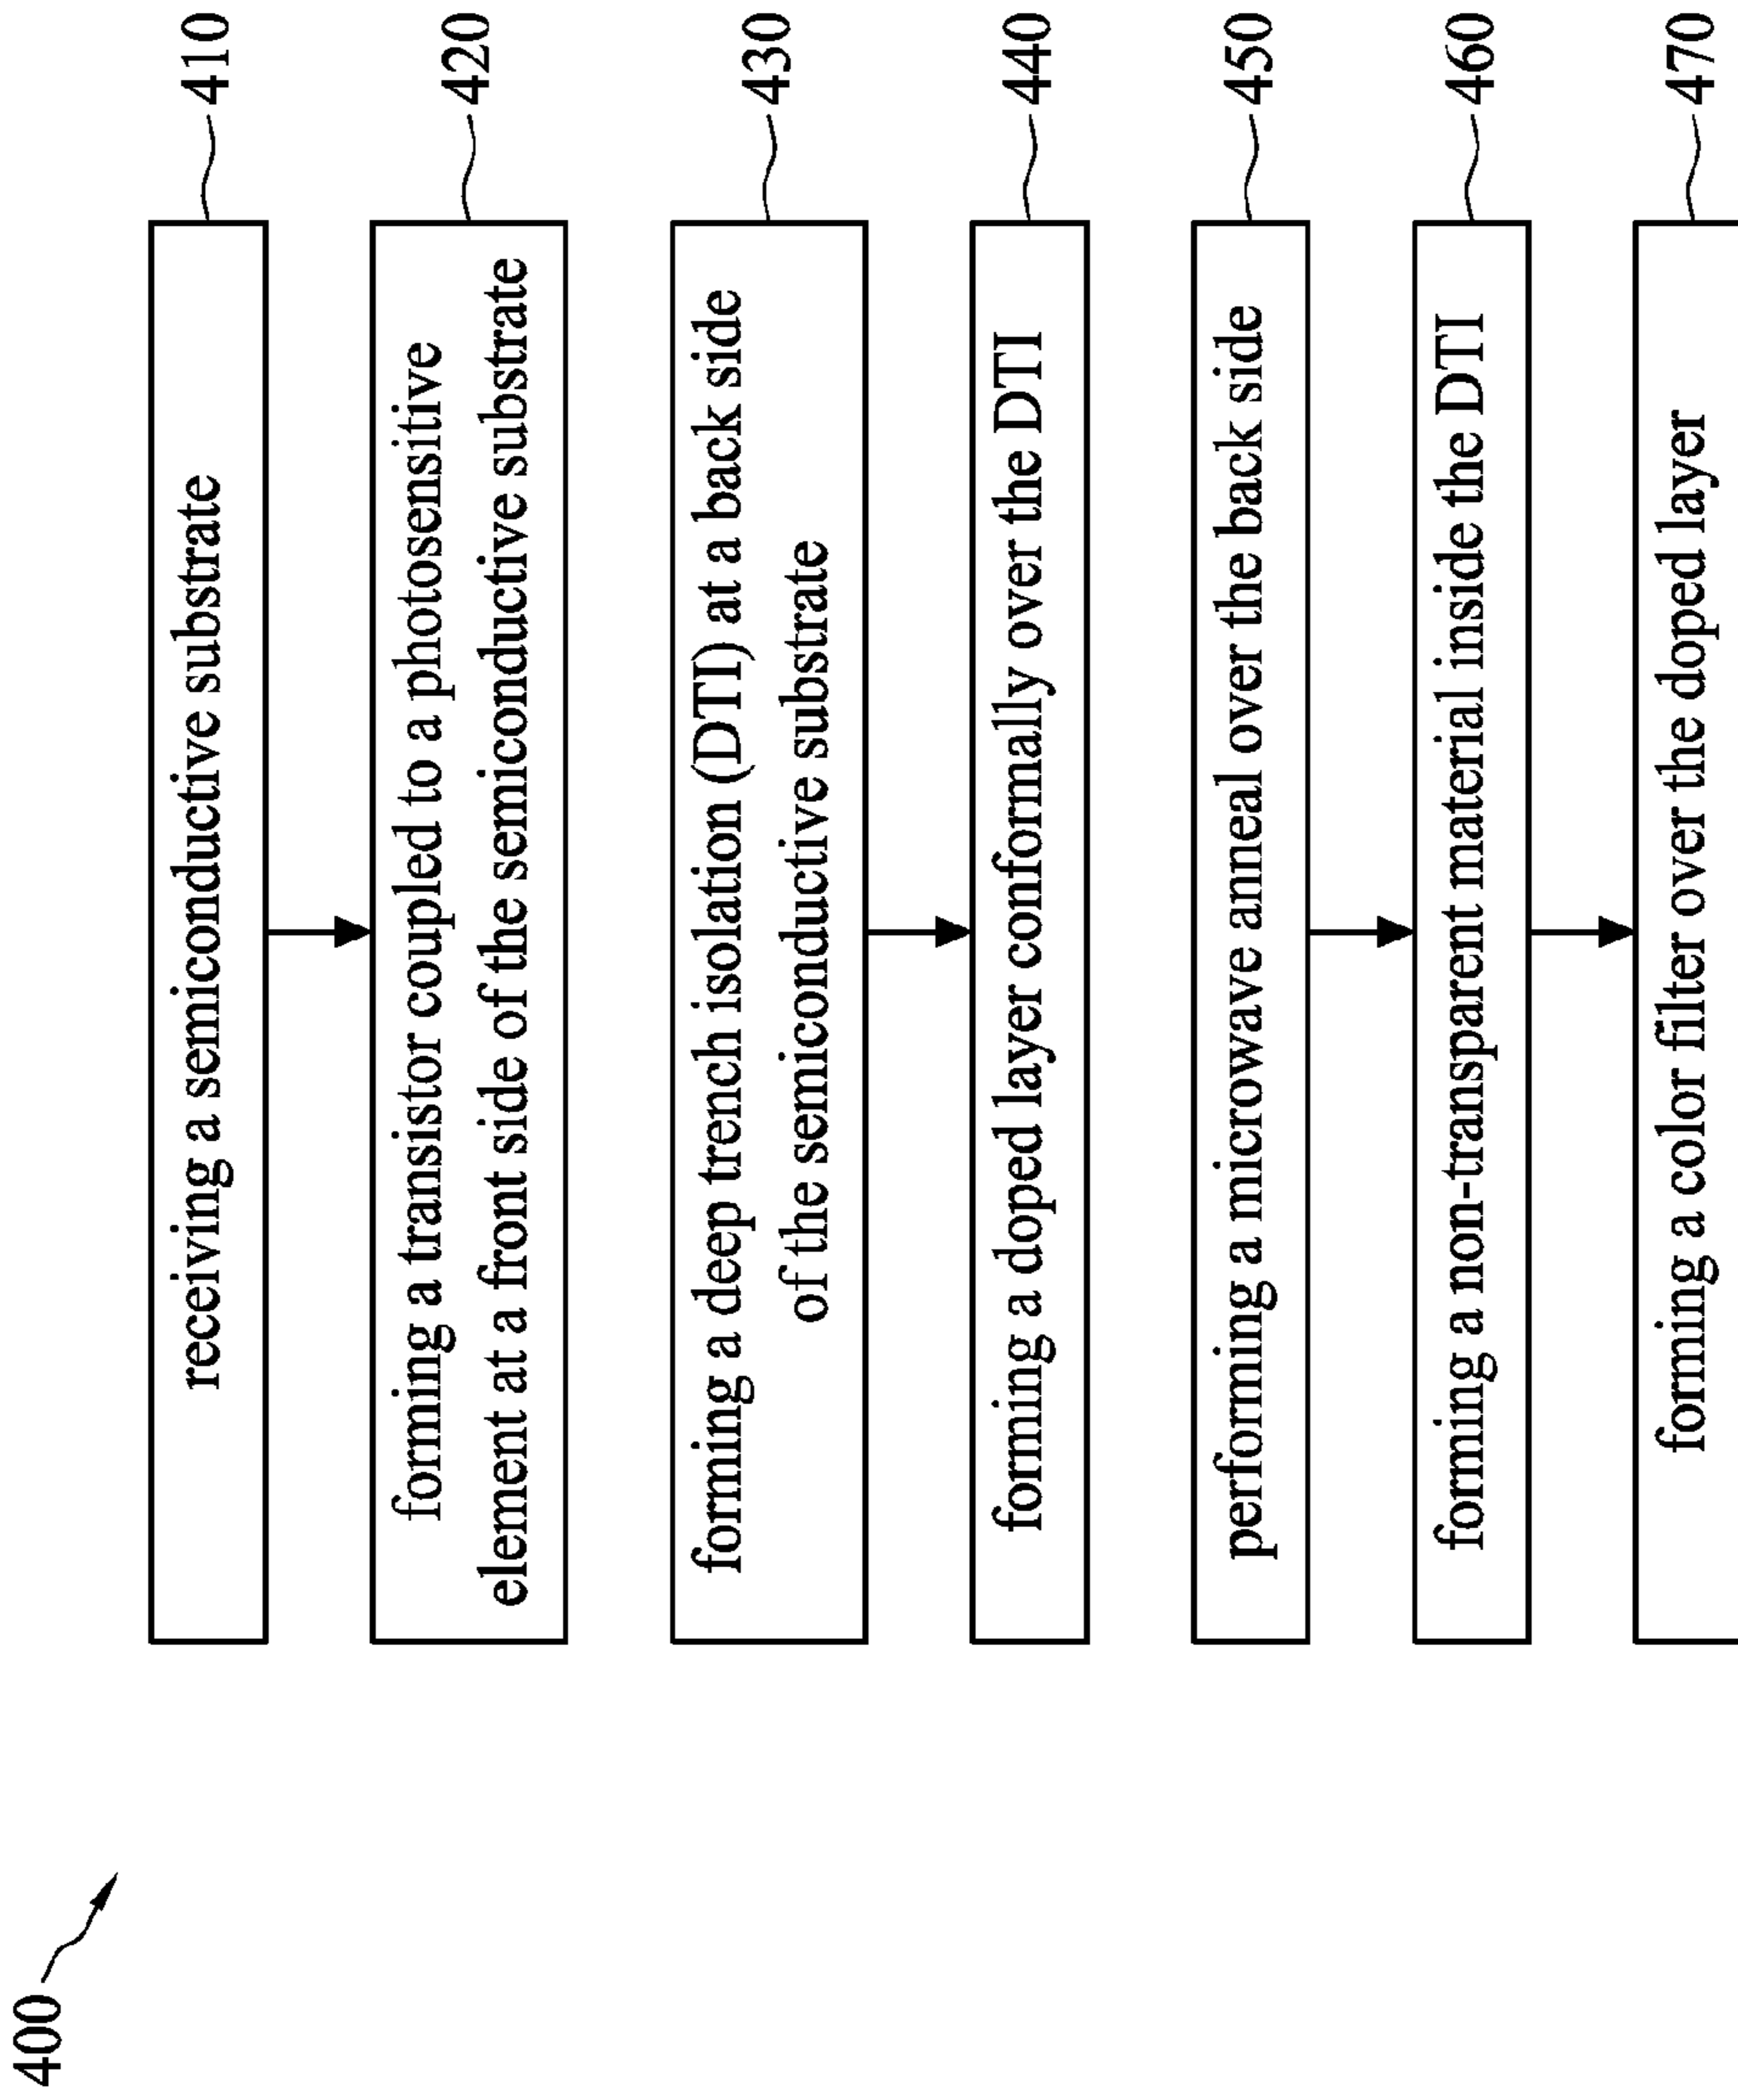 400
receiving a semiconductive substrate
410
forming a transistor coupled to a photosensitive
element at a front side of the semiconductive substrate
420
forming a deep trench isolation (DTI) at a back side
of the semiconductive substrate
430
forming a doped layer conformally over the DTI
440
performing a microwave anneal over the back side
450
forming a non-transparent material inside the DTI
460
forming a color filter over the doped layer
470